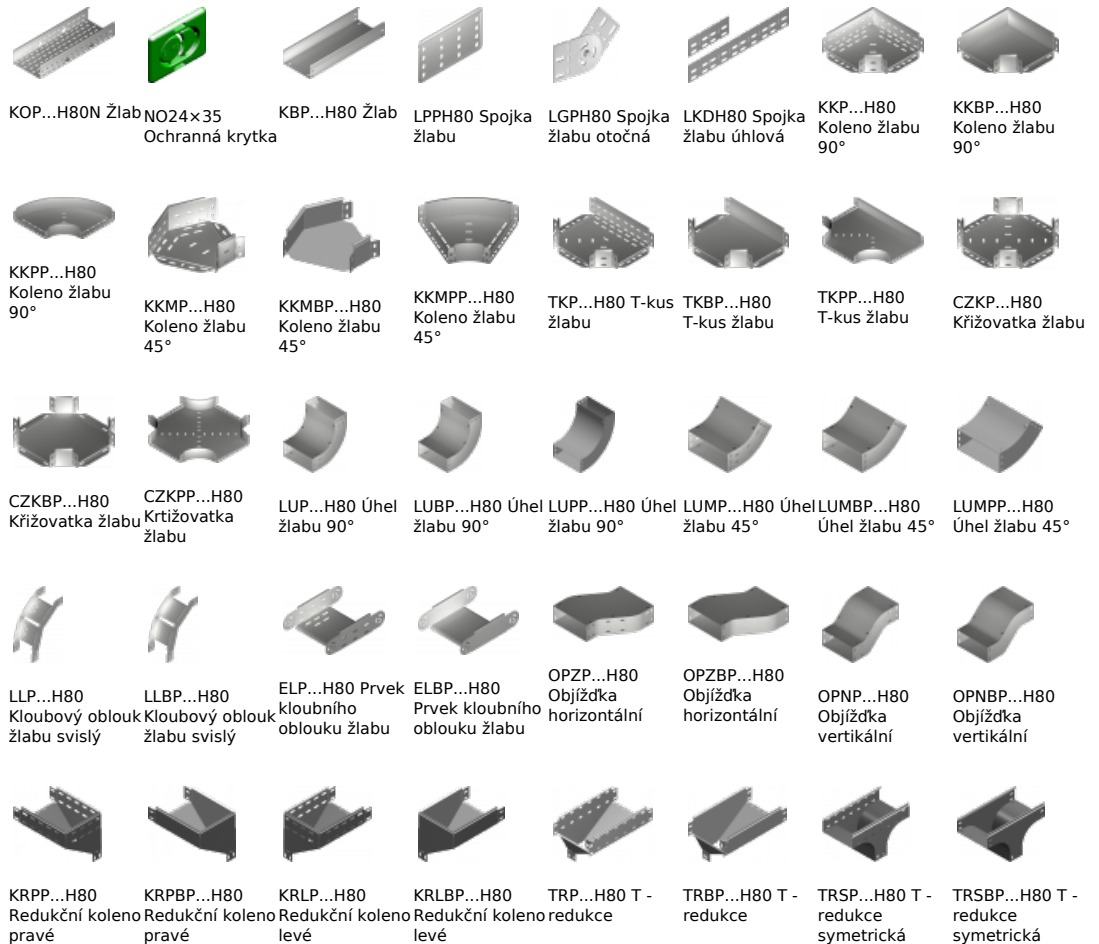 KOP...H80N Žlab
NO24×35
Ochranná krytka
KBP...H80 Žlab
LPPH80 Spojka
žlabu
LGPH80 Spojka
žlabu otočná
LKDH80 Spojka
žlabu úhlová
KKP...H80
Koleno žlabu
90°
KKBP...H80
Koleno žlabu
90°
KKPP...H80
Koleno žlabu
90°
KKMP...H80
Koleno žlabu
45°
KKMBP...H80
Koleno žlabu
45°
KKMPP...H80
Koleno žlabu
45°
TKP...H80 T-kus
žlabu
TKBP...H80
T-kus žlabu
TKPP...H80
T-kus žlabu
CZKP...H80
Křižovatka žlabu
CZKBP...H80
Křižovatka žlabu
CZKPP...H80
Krtižovatka
žlabu
LUP...H80 Úhel
žlabu 90°
LUBP...H80 Úhel
žlabu 90°
LUPP...H80 Úhel
žlabu 90°
LUMP...H80 Úhel
žlabu 45°
LUMBP...H80
Úhel žlabu 45°
LUMPP...H80
Úhel žlabu 45°
LLP...H80
Kloubový oblouk
žlabu svislý
LLBP...H80
Kloubový oblouk
žlabu svislý
ELP...H80 Prvek
kloubního
oblouku žlabu
ELBP...H80
Prvek kloubního
oblouku žlabu
OPZP...H80
Objížďka
horizontální
OPZBP...H80
Objížďka
horizontální
OPNP...H80
Objížďka
vertikální
OPNBP...H80
Objížďka
vertikální
KRPP...H80
Redukční koleno
pravé
KRPBP...H80
Redukční koleno
pravé
KRLP...H80
Redukční koleno
levé
KRLBP...H80
Redukční koleno
levé
TRP...H80 T -
redukce
TRBP...H80 T -
redukce
TRSP...H80 T -
redukce
symetrická
TRSBP...H80 T -
redukce
symetrická